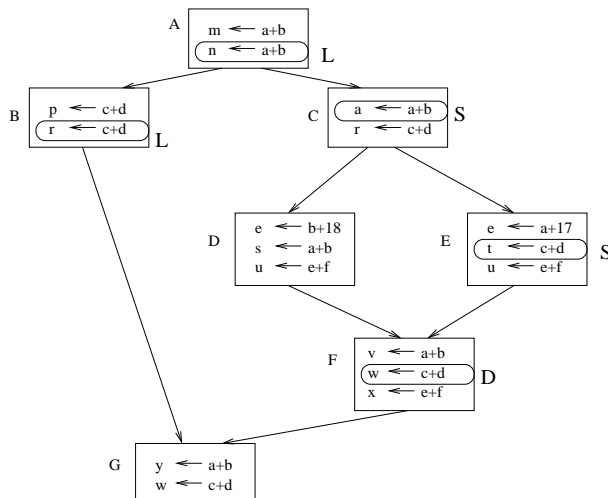 A
m ← a+b
n ← a+b L
B
p ← c+d
r ← c+d L
C
a ← a+b S
r ← c+d
D
e ← b+18
s ← a+b
u ← e+f
E
e ← a+17
t ← c+d S
u ← e+f
F
v ← a+b
w ← c+d D
x ← e+f
G
y ← a+b
w ← c+d